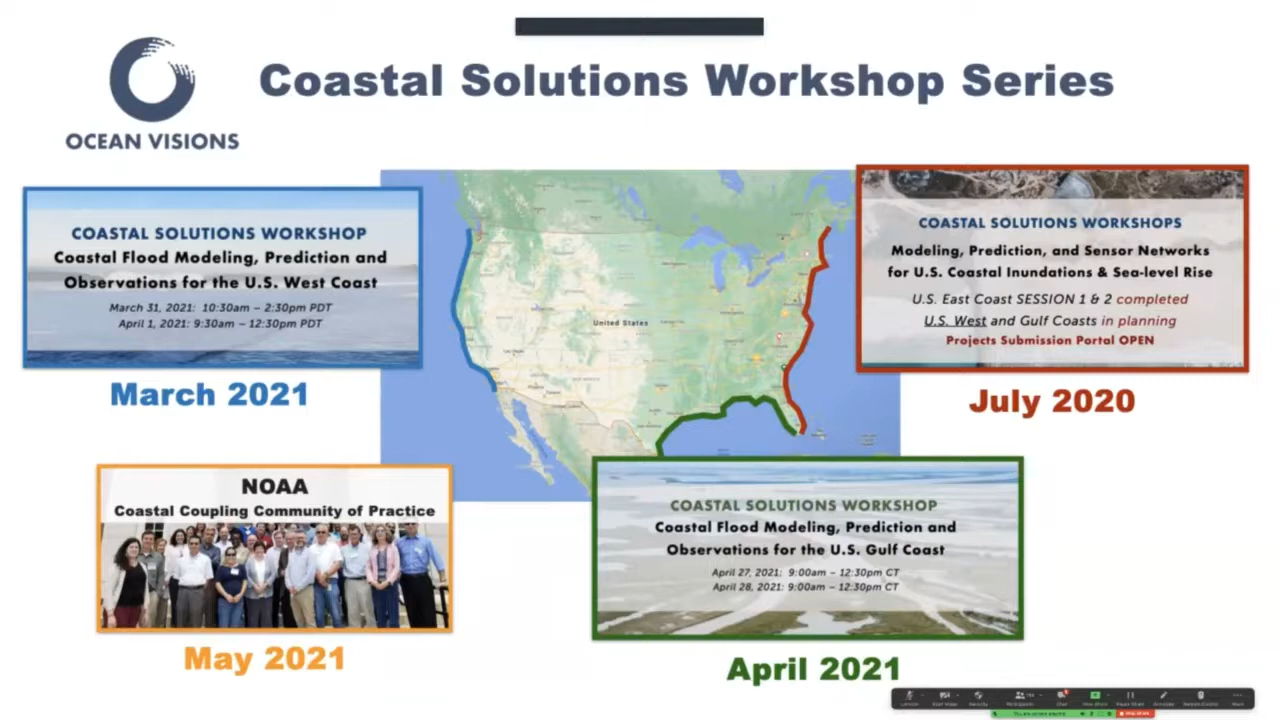 OCEAN VISIONS
Coastal Solutions Workshop Series
COASTAL SOLUTIONS WORKSHOP
Coastal Flood Modeling, Prediction and
Observations for the U.S. West Coast
March 31, 2021: 10:30am – 2:30pm PDT
April 1, 2021: 9:30am – 12:30pm PDT
March 2021
United States
COASTAL SOLUTIONS WORKSHOPS
Modeling, Prediction, and Sensor Networks
for U.S. Coastal Inundations & Sea-level Rise
U.S. East Coast SESSION 1 & 2 completed
U.S. West and Gulf Coasts in planning
Projects Submission Portal OPEN
July 2020
NOAA
Coastal Coupling Community of Practice
May 2021
COASTAL SOLUTIONS WORKSHOP
Coastal Flood Modeling, Prediction and
Observations for the U.S. Gulf Coast
April 27, 2021: 9:00am – 12:30pm CT
April 28, 2021: 9:00am – 12:30pm CT
April 2021